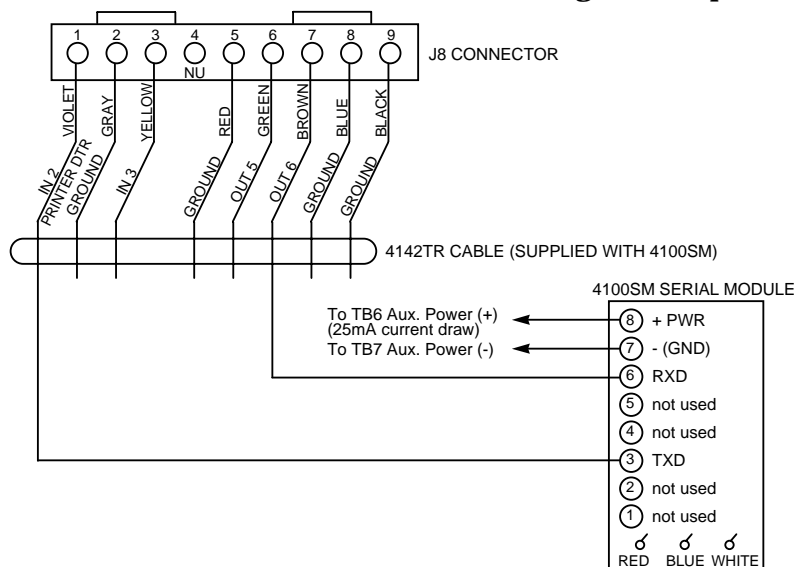 1 2 3 4 5 6 7 8 9
J8 CONNECTOR
NU
VIOLET
GRAY
YELLOW
RED
GREEN
BROWN
BLUE
BLACK
IN 2
PRINTER DTR
GROUND
IN 3
GROUND
OUT 5
OUT 6
GROUND
GROUND
4142TR CABLE (SUPPLIED WITH 4100SM)
4100SM SERIAL MODULE
To TB6 Aux. Power (+)
(25mA current draw)
To TB7 Aux. Power (-)
8 + PWR
7 - (GND)
6 RXD
5 not used
4 not used
3 TXD
2 not used
1 not used
RED BLUE WHITE